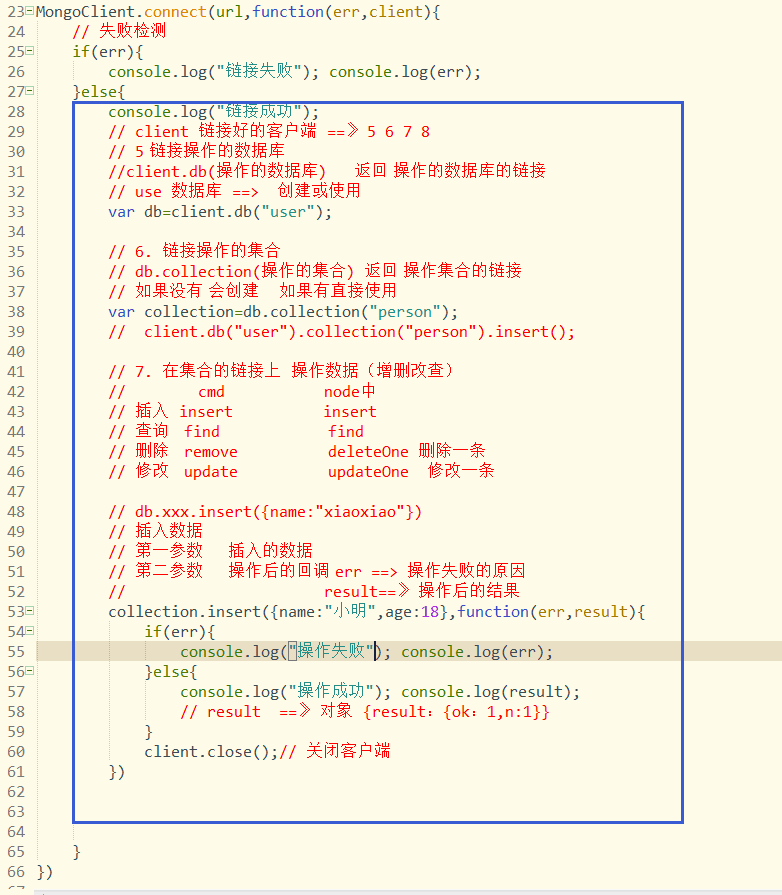 23 MongoClient.connect(url,function(err,client){
24 // 失败检测
25 if(err){
26 console.log("链接失败"); console.log(err);
27 }else{
28 console.log("链接成功");
29 // client 链接好的客户端 ==》5 6 7 8
30 // 5 链接操作的数据库
31 //client.db(操作的数据库) 返回 操作的数据库的链接
32 // use 数据库 ==> 创建或使用
33 var db=client.db("user");
34
35 // 6. 链接操作的集合
36 // db.collection(操作的集合) 返回 操作集合的链接
37 // 如果没有 会创建 如果有直接使用
38 var collection=db.collection("person");
39 // client.db("user").collection("person").insert();
40
41 // 7. 在集合的链接上 操作数据（增删改查）
42 // cmd node中
43 // 插入 insert insert
44 // 查询 find find
45 // 删除 remove deleteOne 删除一条
46 // 修改 update updateOne 修改一条
47
48 // db.xxx.insert({name:"xiaoxiao"})
49 // 插入数据
50 // 第一参数 插入的数据
51 // 第二参数 操作后的回调 err ==> 操作失败的原因
52 // result==》操作后的结果
53 collection.insert({name:"小明",age:18},function(err,result){
54 if(err){
55 console.log("操作失败"); console.log(err);
56 }else{
57 console.log("操作成功"); console.log(result);
58 // result ==》对象 {result：{ok：1,n:1}}
59 }
60 client.close();// 关闭客户端
61 })
62
63
64
65 }
66 })